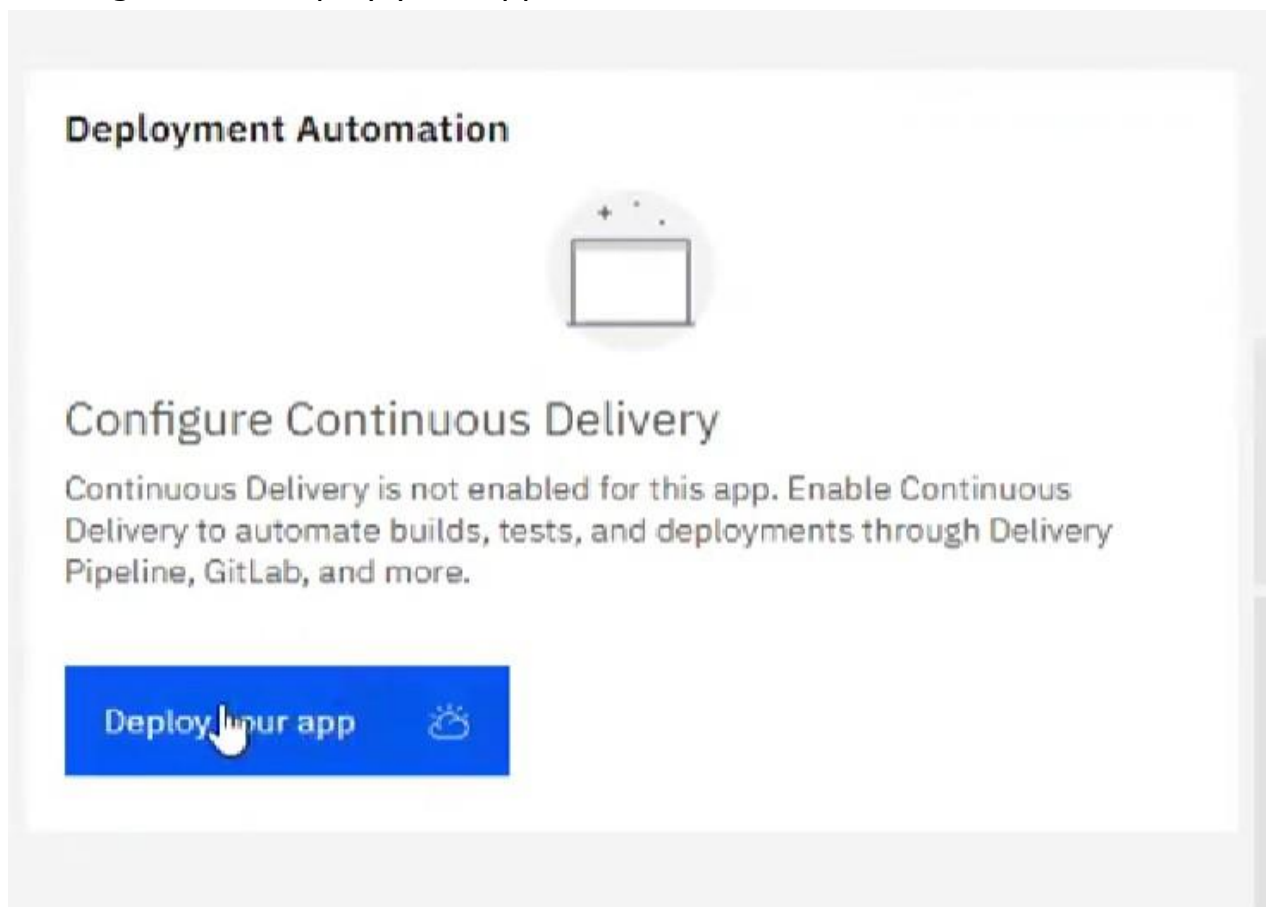 Deployment Automation
Configure Continuous Delivery
Continuous Delivery is not enabled for this app. Enable Continuous
Delivery to automate builds, tests, and deployments through Delivery
Pipeline, GitLab, and more.
Deploy your app